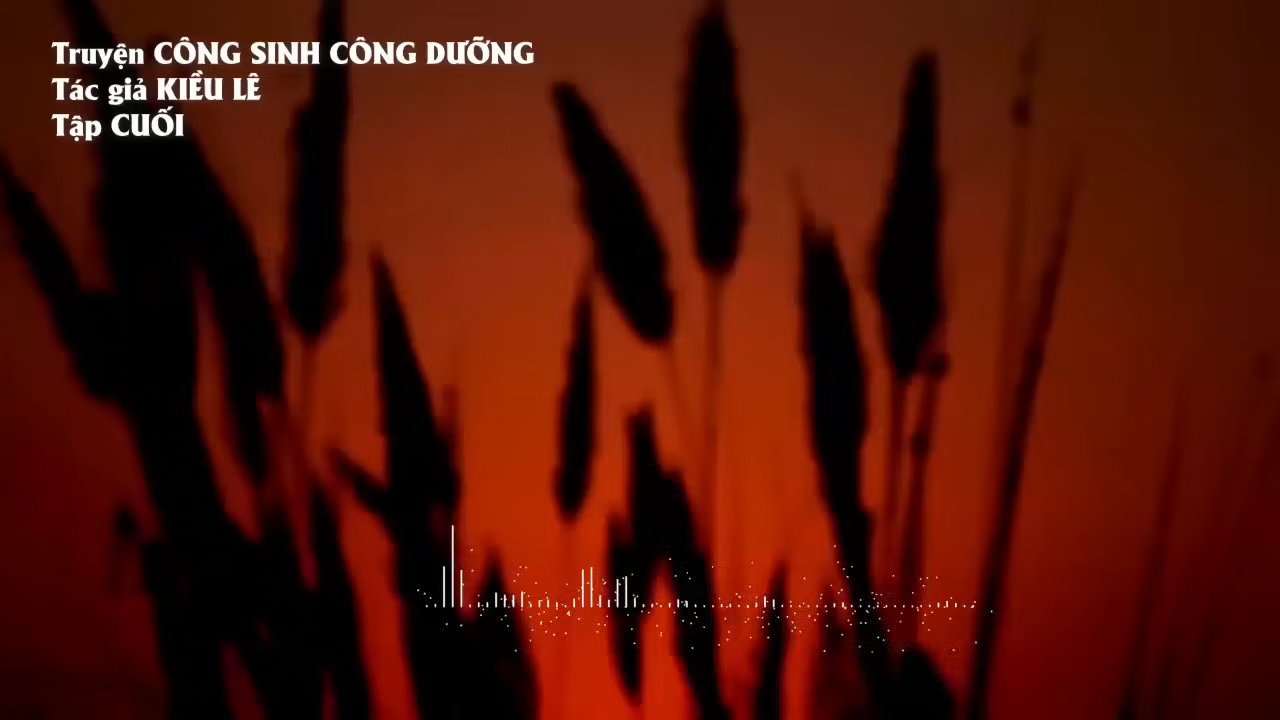 Truyện CÔNG SINH CÔNG DƯỠNG
Tác giả KIỀU LÊ
Tập CUỐI